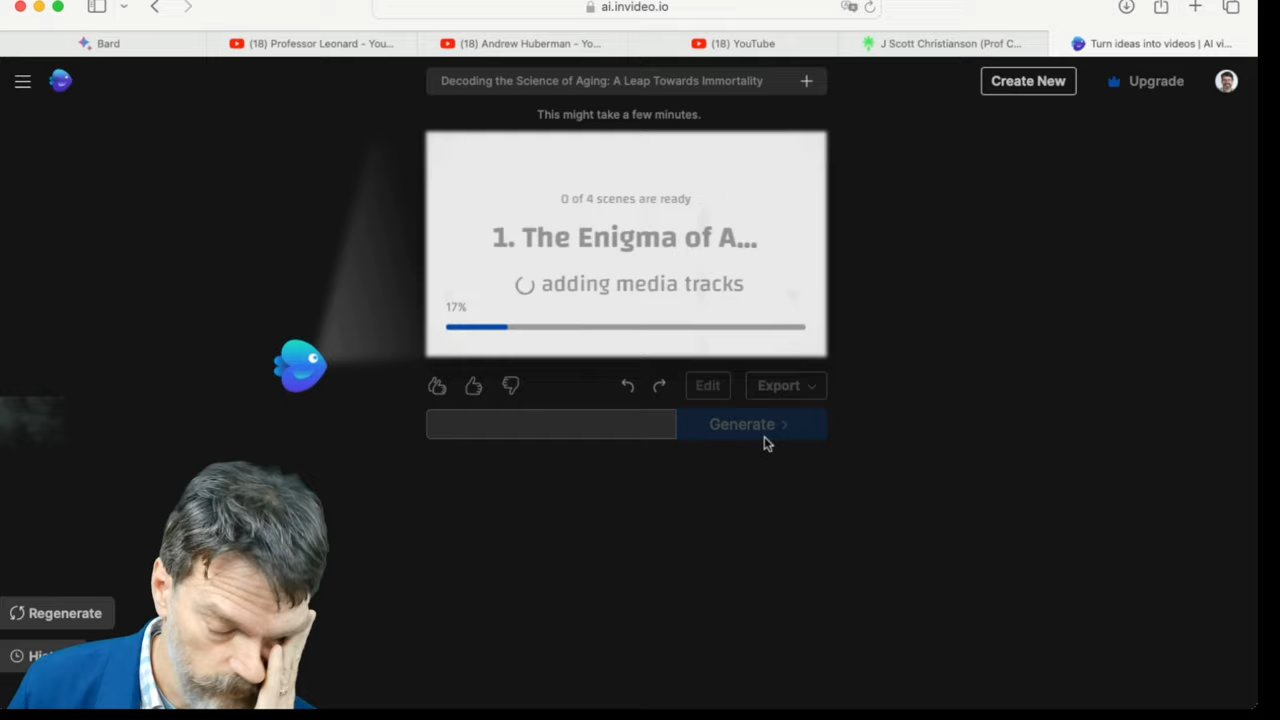 ai.invideo.io
Bard
(18) Professor Leonard - You...
(18) Andrew Huberman - Yo...
(18) YouTube
J Scott Christianson (Prof C...
Turn ideas into videos | AI vi...
Decoding the Science of Aging: A Leap Towards Immortality
Create New
Upgrade
This might take a few minutes.
0 of 4 scenes are ready
1. The Enigma of A...
adding media tracks
17%
Edit
Export
Generate
Regenerate